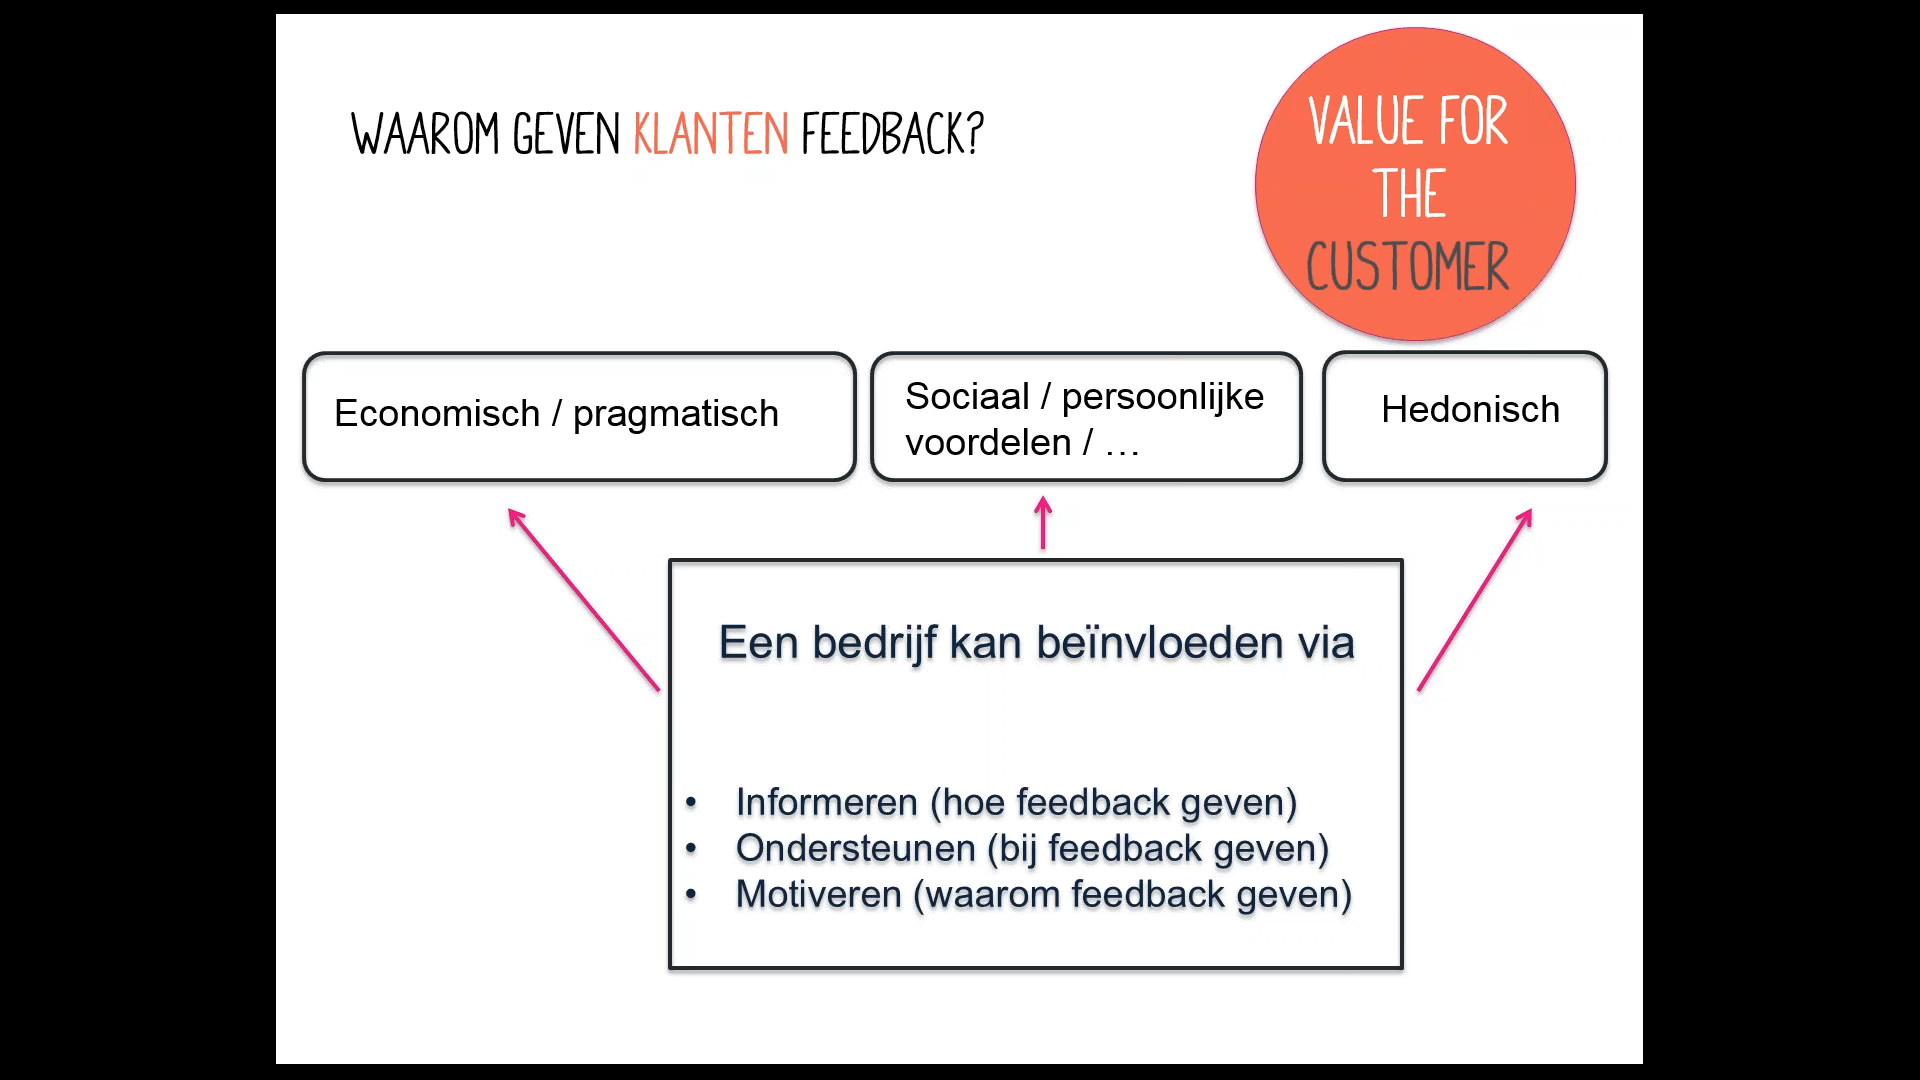 WAAROM GEVEN KLANTEN FEEDBACK?
VALUE FOR
THE
CUSTOMER
Economisch / pragmatisch
Sociaal / persoonlijke
voordelen / …
Hedonisch
Een bedrijf kan beïnvloeden via
• Informeren (hoe feedback geven)
• Ondersteunen (bij feedback geven)
• Motiveren (waarom feedback geven)